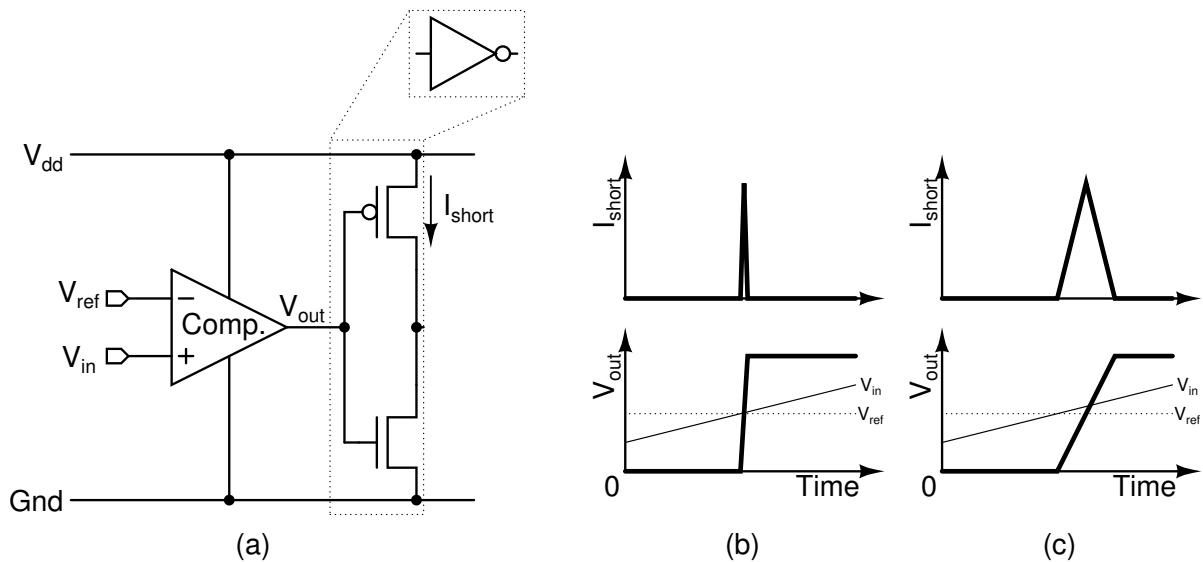 Vdd
Ishort
Vref
−
Comp.
Vout
Vin
+
Gnd
(a)
Ishort
Vout
Vin
Vref
0
Time
(b)
Ishort
Vout
Vin
Vref
0
Time
(c)